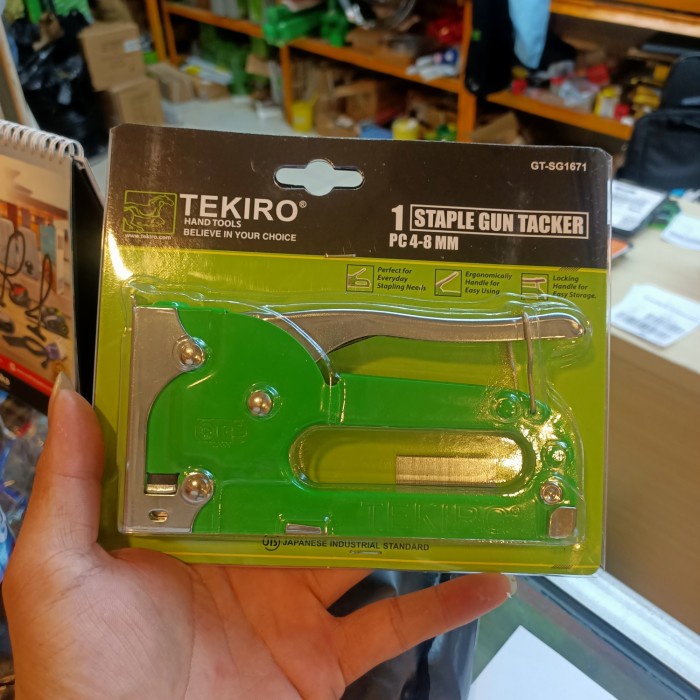 GT-SG1671
TEKIRO®
HAND TOOLS
BELIEVE IN YOUR CHOICE
www.tekiro.com
1 STAPLE GUN TACKER
PC 4-8 MM
Perfect for
Everyday
Stapling Needs
Ergonomically
Handle for
Easy Using
Locking
Handle for
Easy Storage.
TEKIRO®
JIS JAPANESE INDUSTRIAL STANDARD